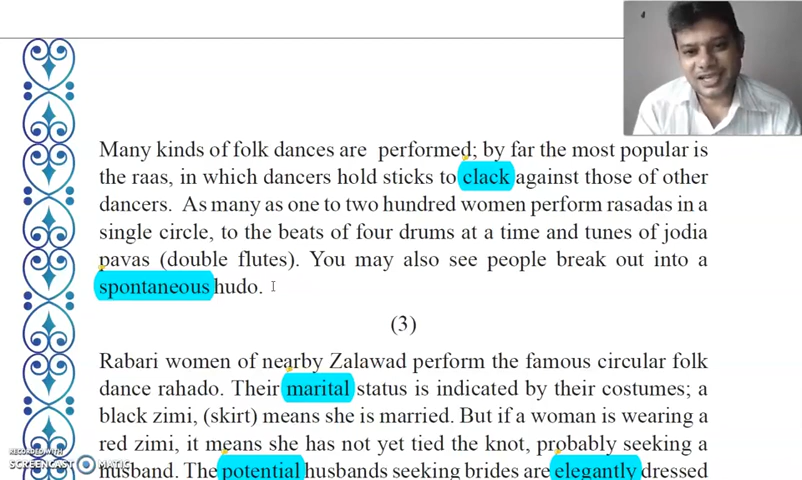 Many kinds of folk dances are performed; by far the most popular is
the raas, in which dancers hold sticks to clack against those of other
dancers. As many as one to two hundred women perform rasadas in a
single circle, to the beats of four drums at a time and tunes of jodia
pavas (double flutes). You may also see people break out into a
spontaneous hudo.
(3)
Rabari women of nearby Zalawad perform the famous circular folk
dance rahado. Their marital status is indicated by their costumes; a
black zimi, (skirt) means she is married. But if a woman is wearing a
red zimi, it means she has not yet tied the knot, probably seeking a
husband. The potential husbands seeking brides are elegantly dressed
RECORDED WITH
SCREENCAST MATIC